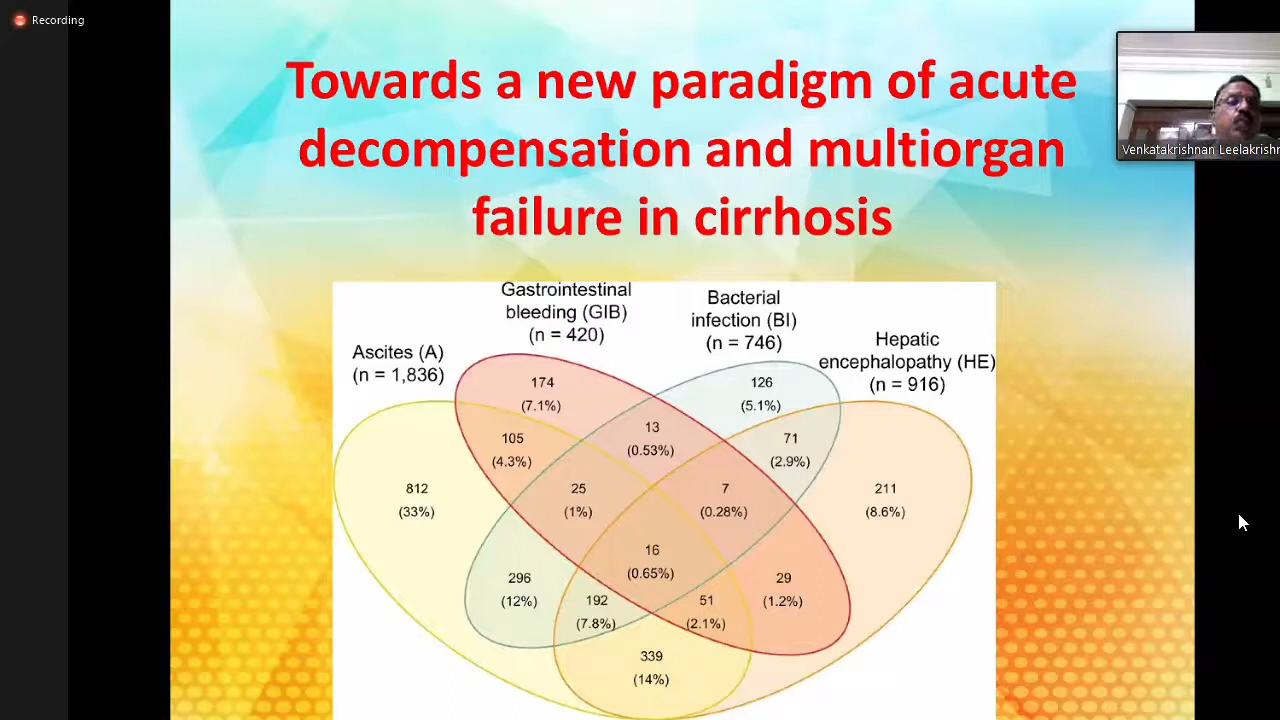 Recording
Towards a new paradigm of acute
decompensation and multiorgan
failure in cirrhosis
Venkatakrishnan Leelakrishn
Gastrointestinal
bleeding (GIB)
(n = 420)
Bacterial
infection (BI)
(n = 746)
Ascites (A)
(n = 1,836)
Hepatic
encephalopathy (HE)
(n = 916)
174
(7.1%)
126
(5.1%)
105
(4.3%)
13
(0.53%)
71
(2.9%)
812
(33%)
25
(1%)
7
(0.28%)
211
(8.6%)
16
(0.65%)
296
(12%)
192
(7.8%)
51
(2.1%)
29
(1.2%)
339
(14%)